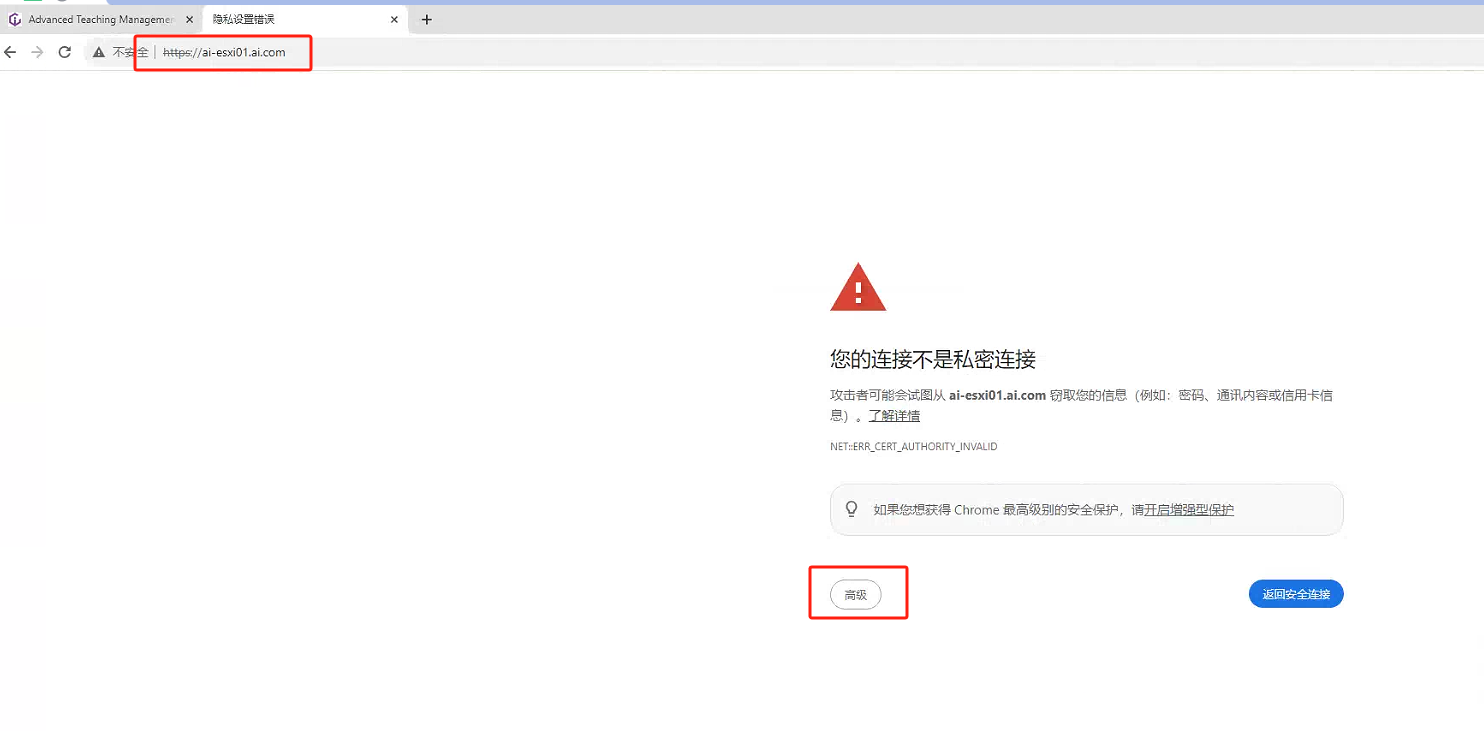 Advanced Teaching Managemen
隐私设置错误
不安全
https://ai-esxi01.ai.com
您的连接不是私密连接
攻击者可能会试图从 ai-esxi01.ai.com 窃取您的信息（例如：密码、通讯内容或信用卡信
息）。了解详情
NET::ERR_CERT_AUTHORITY_INVALID
如果您想获得 Chrome 最高级别的安全保护，请开启增强型保护
高级
返回安全连接